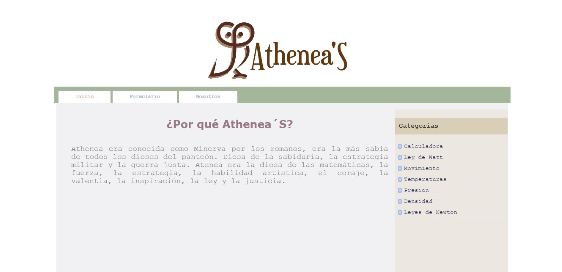 Athenea'S
Inicio
Formulario
Nosotros
¿Por qué Athenea´S?
Categorias
Athenea era conocida como Minerva por los romanos, era la más sabia
de todos los dioses del panteón. Diosa de la sabiduría, la estrategia
militar y la guerra justa. Atenea era la diosa de las matemáticas, la
fuerza, la estrategia, la habilidad artística, el consejo, la
valentía, la inspiración, la ley y la justicia.
Calculadora
Ley de Watt
Movimiento
Temperaturas
Presion
Densidad
Leyes de Newton